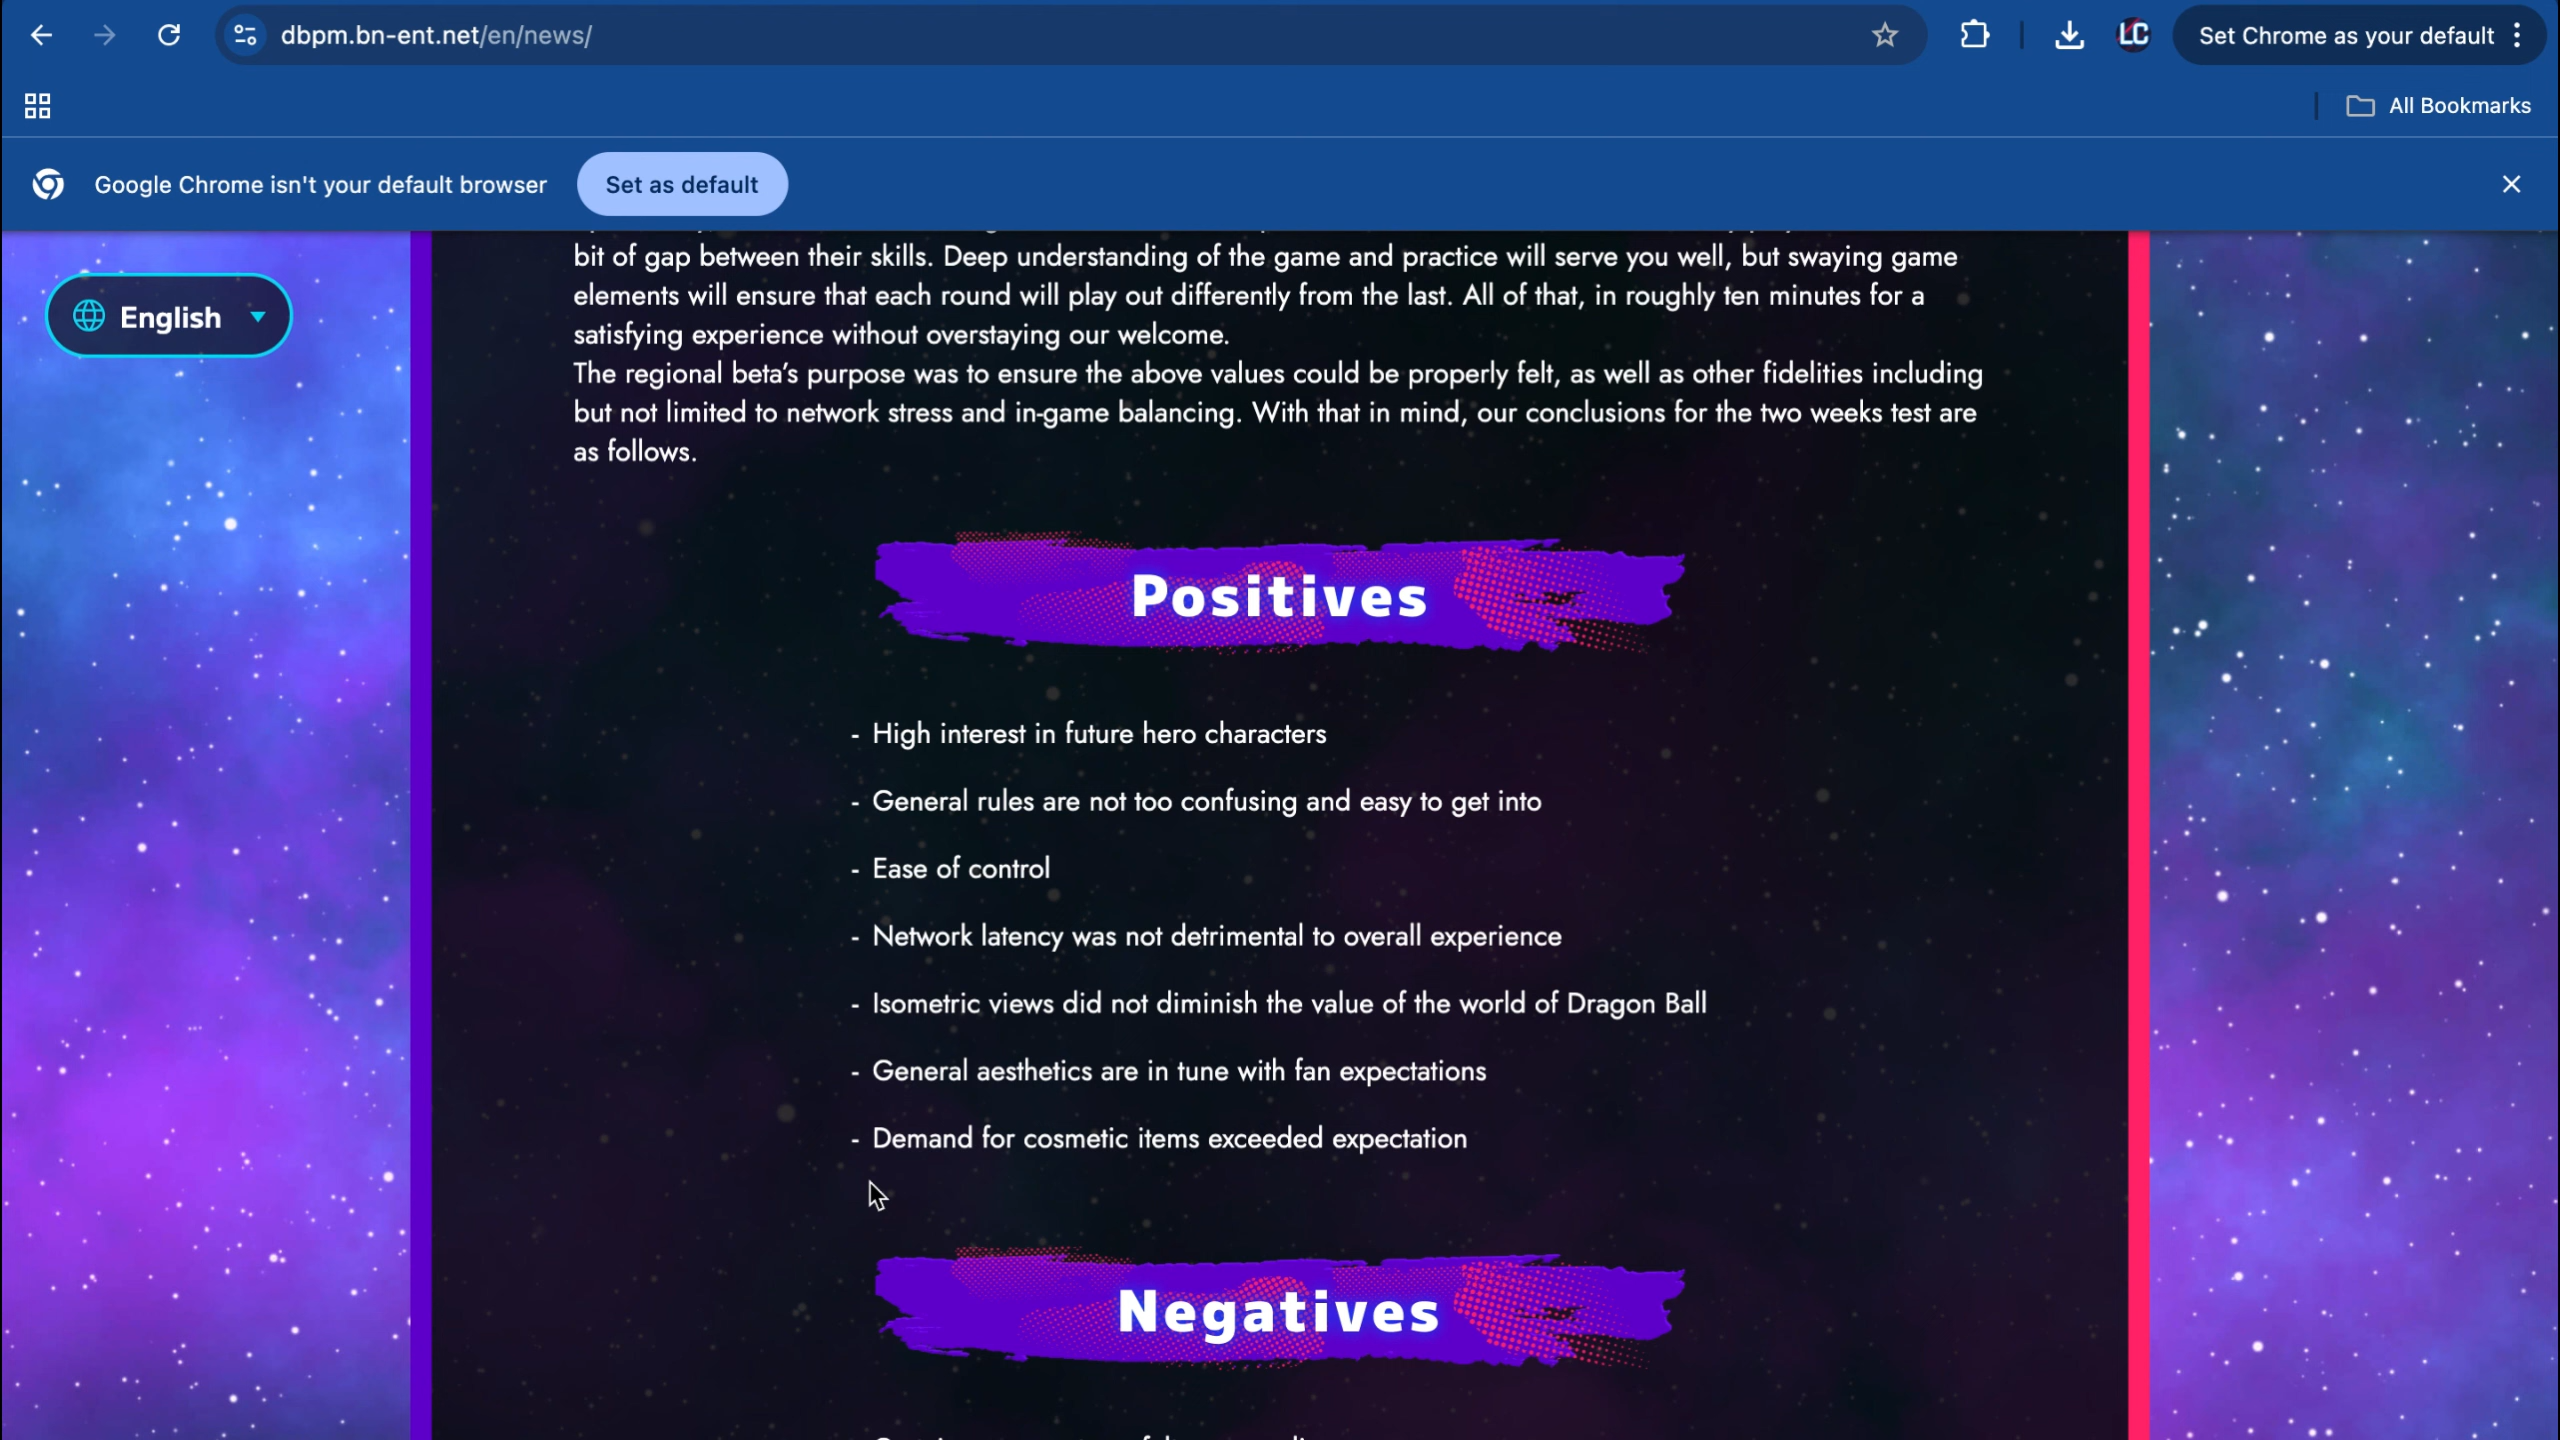 dbpm.bn-ent.net/en/news/
LC
Set Chrome as your default
All Bookmarks
Google Chrome isn't your default browser
Set as default
English
bit of gap between their skills. Deep understanding of the game and practice will serve you well, but swaying game
elements will ensure that each round will play out differently from the last. All of that, in roughly ten minutes for a
satisfying experience without overstaying our welcome.
The regional beta’s purpose was to ensure the above values could be properly felt, as well as other fidelities including
but not limited to network stress and in-game balancing. With that in mind, our conclusions for the two weeks test are
as follows.
Positives
- High interest in future hero characters
- General rules are not too confusing and easy to get into
- Ease of control
- Network latency was not detrimental to overall experience
- Isometric views did not diminish the value of the world of Dragon Ball
- General aesthetics are in tune with fan expectations
- Demand for cosmetic items exceeded expectation
Negatives